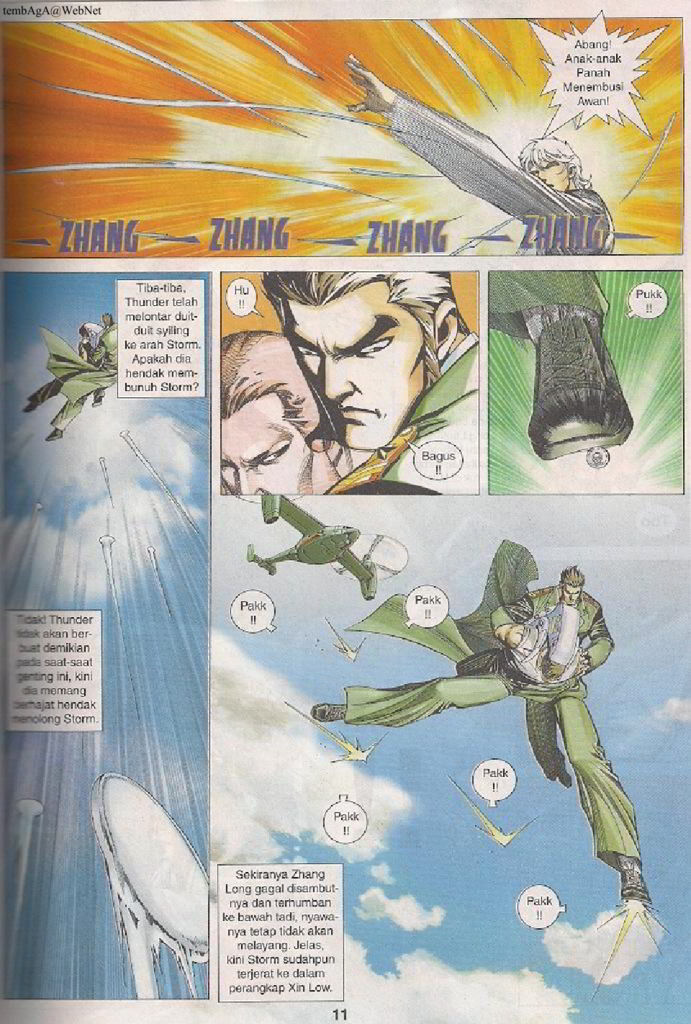 tembAgA@WebNet
Abang!
Anak-anak
Panah
Menembusi
Awan!
ZHANG ZHANG ZHANG ZHANG
Tiba-tiba,
Thunder telah
melontar duit-
duit syiling
ke arah Storm.
Apakah dia
hendak mem-
bunuh Storm?
Hu
!!
Bagus
!!
Pukk
!!
Tidak! Thunder
tidak akan ber-
buat demikian
pada saat-saat
genting ini, kini
dia memang
berhajat hendak
menolong Storm.
Pakk
!!
Pakk
!!
Pakk
!!
Pakk
!!
Pakk
!!
Sekiranya Zhang
Long gagal disambut-
nya dan terhumban
ke bawah tadi, nyawa-
nya tetap tidak akan
melayang. Jelas,
kini Storm sudahpun
terjerat ke dalam
perangkap Xin Low.
11